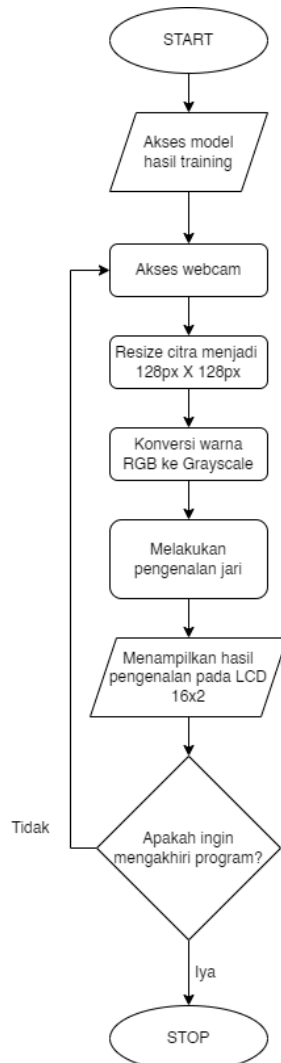 START
Akses model
hasil training
Akses webcam
Resize citra menjadi
128px X 128px
Konversi warna
RGB ke Grayscale
Melakukan
pengenalan jari
Menampilkan hasil
pengenalan pada LCD
16x2
Tidak
Apakah ingin
mengakhiri program?
Iya
STOP